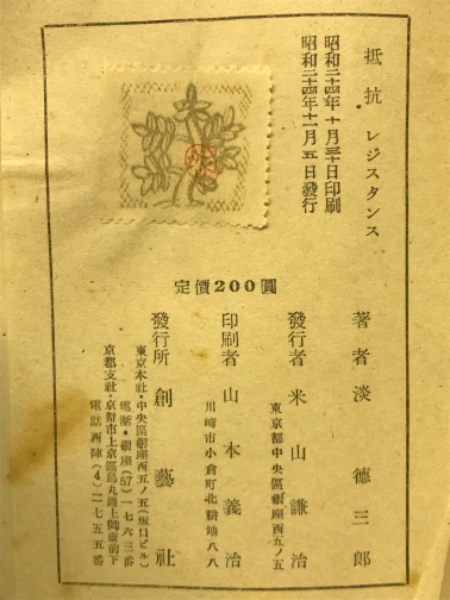 抵抗 レジスタンス
昭和二十四年十月三十日印刷
昭和二十四年十一月五日發行
定價200圓
著者 淡 徳三郎
發行者 米山謙治
東京都中央區銀座西五ノ五
印刷者 山本義治
川崎市小倉町北耕地八八
發行所 創藝社
東京本社・中央區銀座西五ノ五(坂口ビル)
電話・銀座(57)一七六三番
京都支社・京都市上京區烏丸通上御靈前下
電話西陣(4)二七五五番